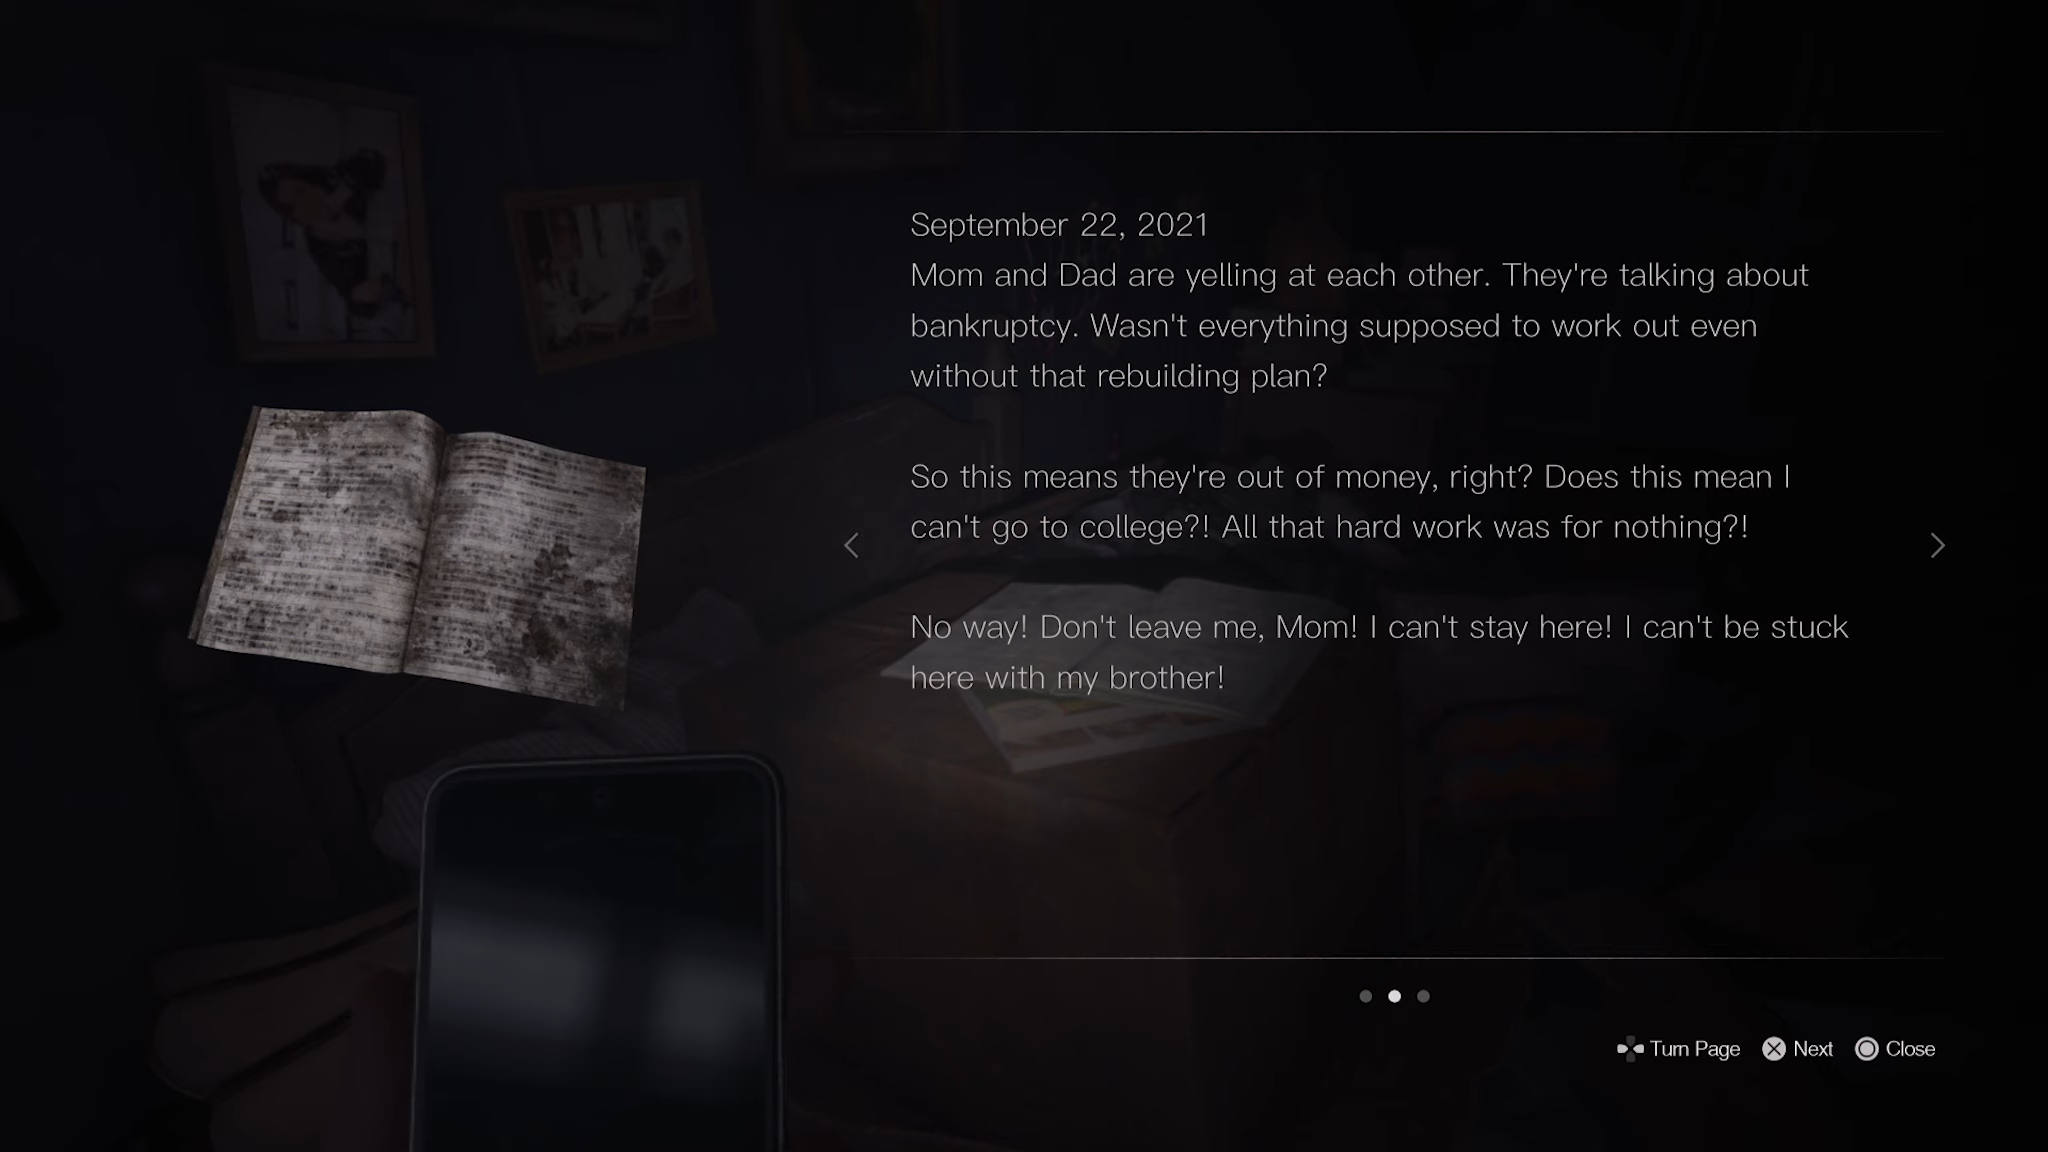 September 22, 2021
Mom and Dad are yelling at each other. They're talking about
bankruptcy. Wasn't everything supposed to work out even
without that rebuilding plan?
So this means they're out of money, right? Does this mean I
can't go to college?! All that hard work was for nothing?!
No way! Don't leave me, Mom! I can't stay here! I can't be stuck
here with my brother!
Turn Page Next Close